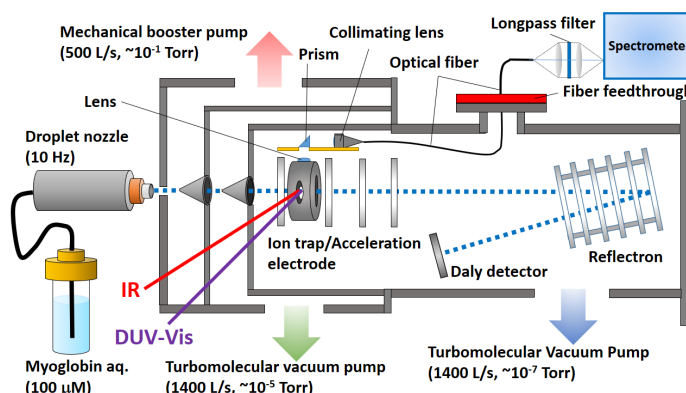 Mechanical booster pump
(500 L/s, ~10⁻¹ Torr)
Collimating lens
Longpass filter
Prism
Optical fiber
Spectromete
Lens
Fiber feedthrough
Droplet nozzle
(10 Hz)
Ion trap/Acceleration
electrode
Daly detector
Reflectron
IR
DUV-Vis
Myoglobin aq.
(100 μM)
Turbomolecular vacuum pump
(1400 L/s, ~10⁻⁵ Torr)
Turbomolecular Vacuum Pump
(1400 L/s, ~10⁻⁷ Torr)